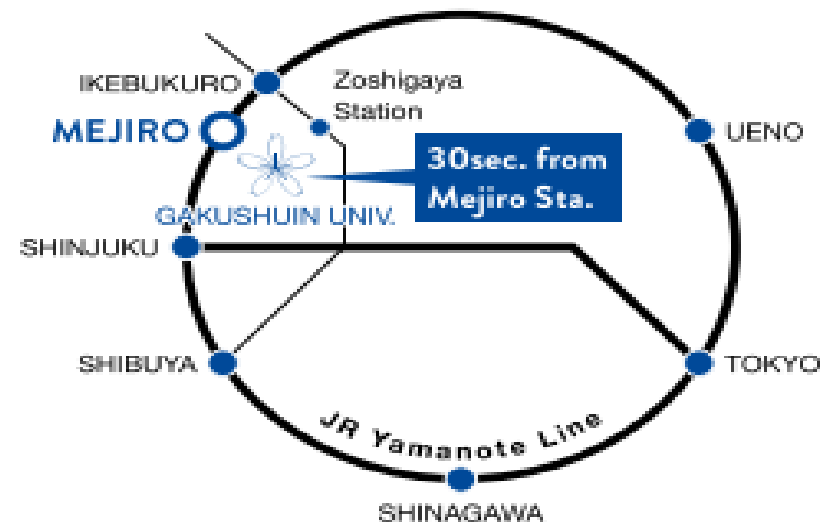 IKEBUKURO
Zoshigaya
Station
MEJIRO
UENO
30sec. from
Mejiro Sta.
GAKUSHUIN UNIV.
SHINJUKU
SHIBUYA
TOKYO
JR Yamanote Line
SHINAGAWA